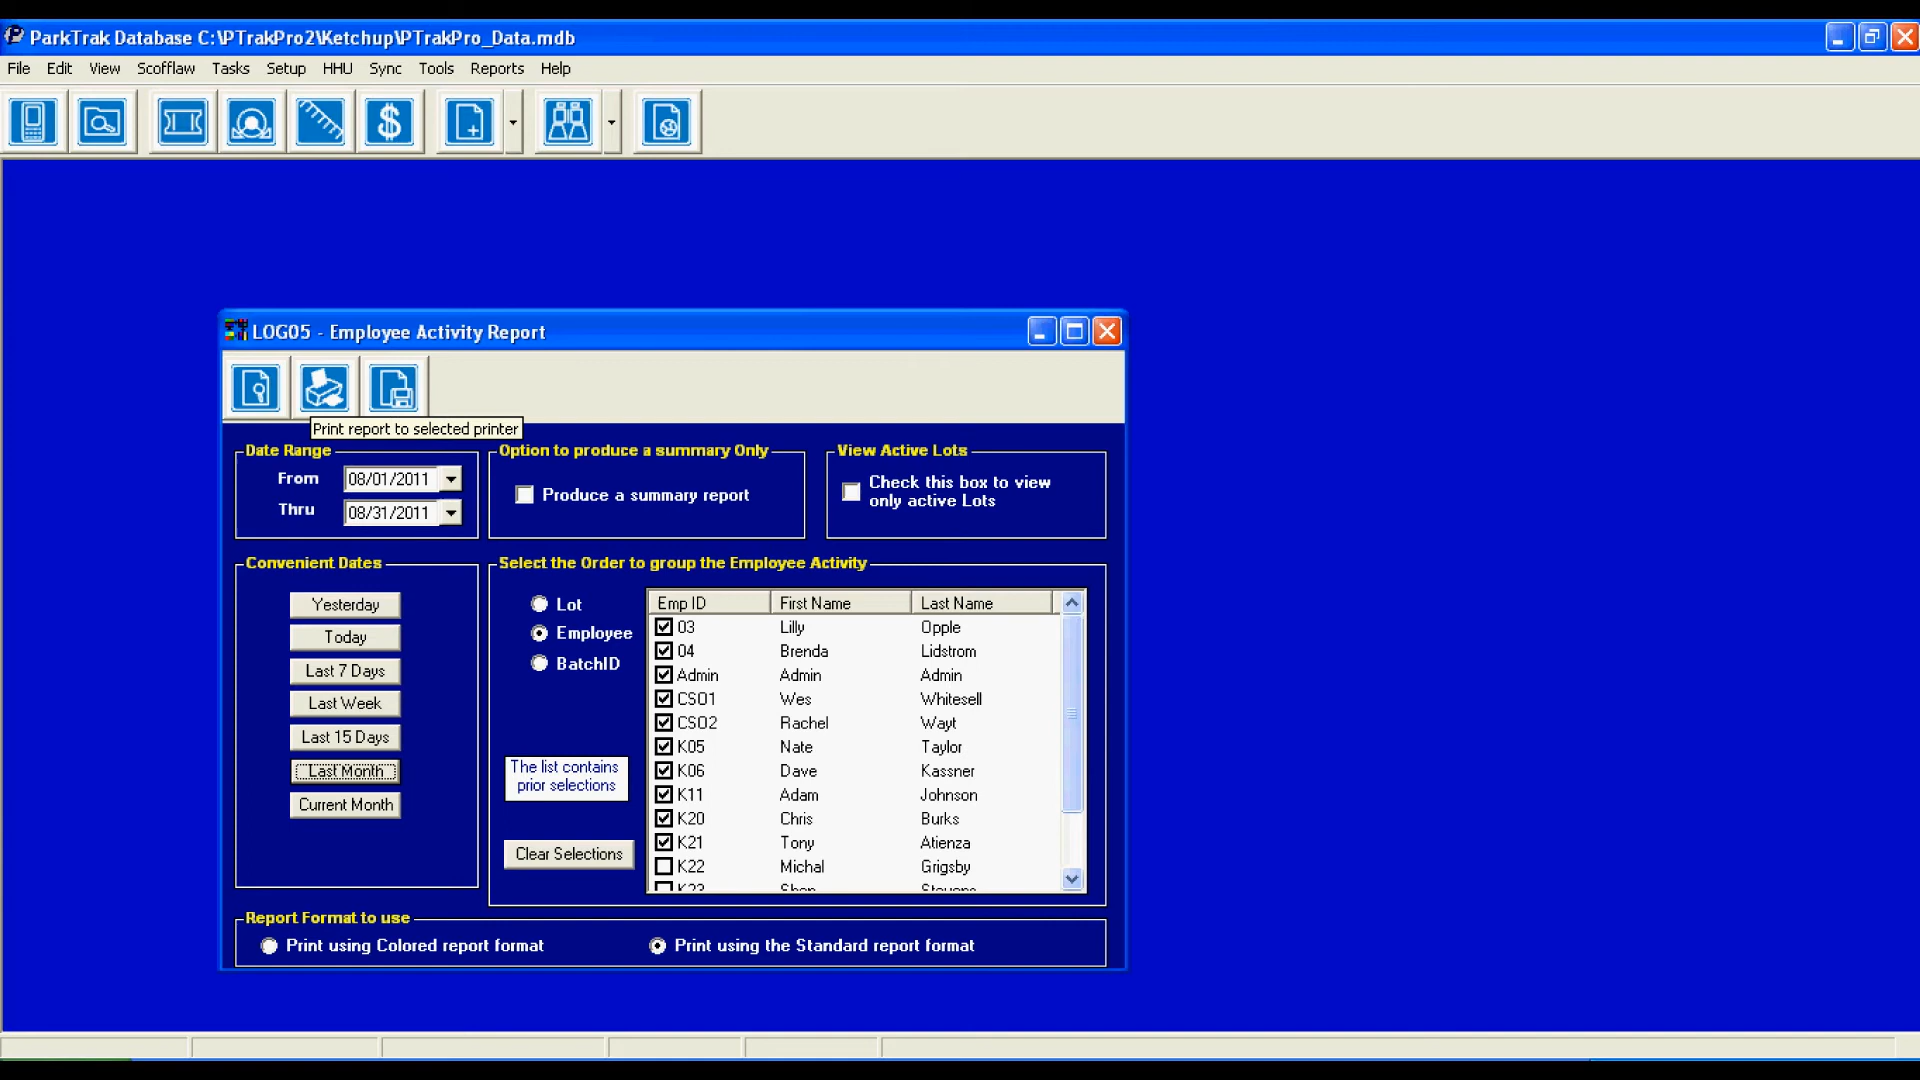 ParkTrak Database C:\PTrakPro2\Ketchup\PTrakPro_Data.mdb
File Edit View Scofflaw Tasks Setup HHU Sync Tools Reports Help
LOG05 - Employee Activity Report
Print report to selected printer
Date Range
From 08/01/2011
Thru 08/31/2011
Option to produce a summary Only
Produce a summary report
View Active Lots
Check this box to view
only active Lots
Convenient Dates
Yesterday
Today
Last 7 Days
Last Week
Last 15 Days
Last Month
Current Month
Select the Order to group the Employee Activity
Lot
Employee
BatchID
The list contains
prior selections
Clear Selections
Emp ID First Name Last Name
03 Lilly Opple
04 Brenda Lidstrom
Admin Admin Admin
CSO1 Wes Whitesell
CSO2 Rachel Wayt
K05 Nate Taylor
K06 Dave Kassner
K11 Adam Johnson
K20 Chris Burks
K21 Tony Atienza
K22 Michal Grigsby
Report Format to use
Print using Colored report format
Print using the Standard report format